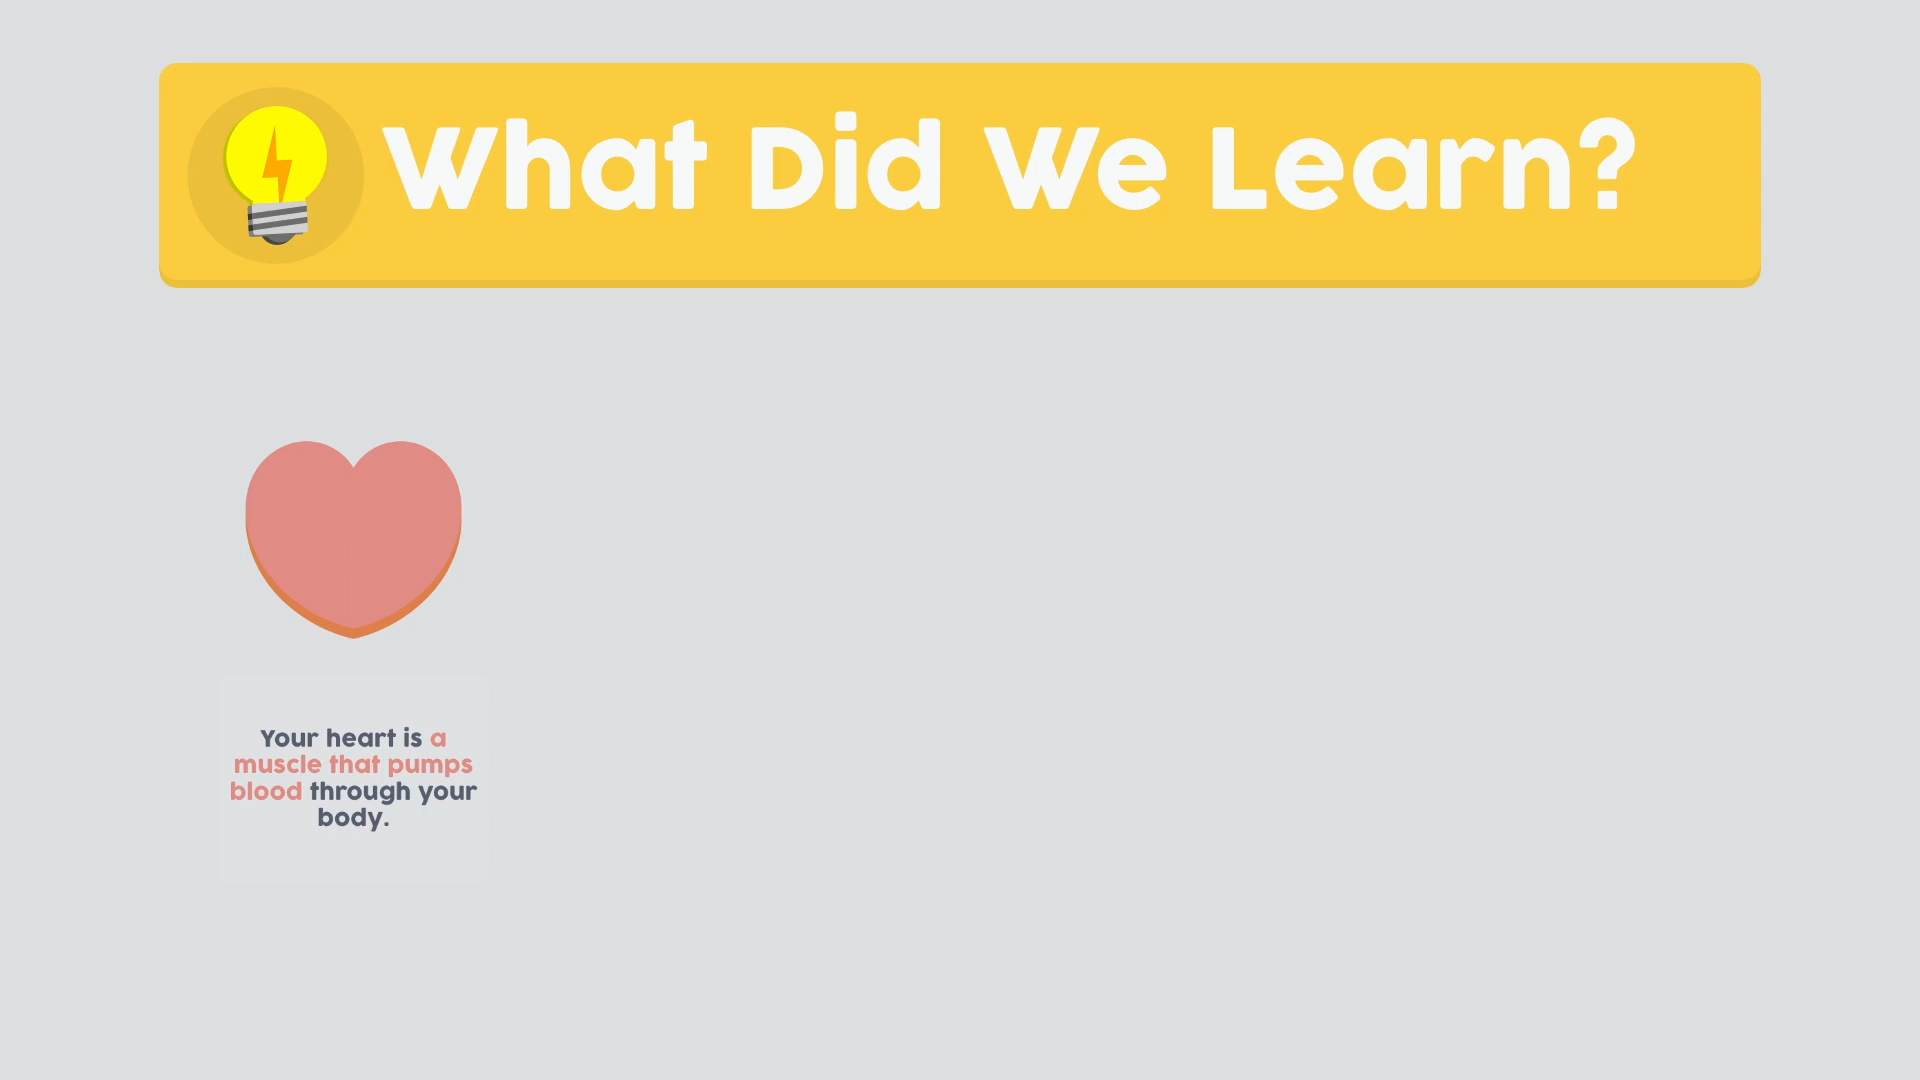 What Did We Learn?
Your heart is a
muscle that pumps
blood through your
body.